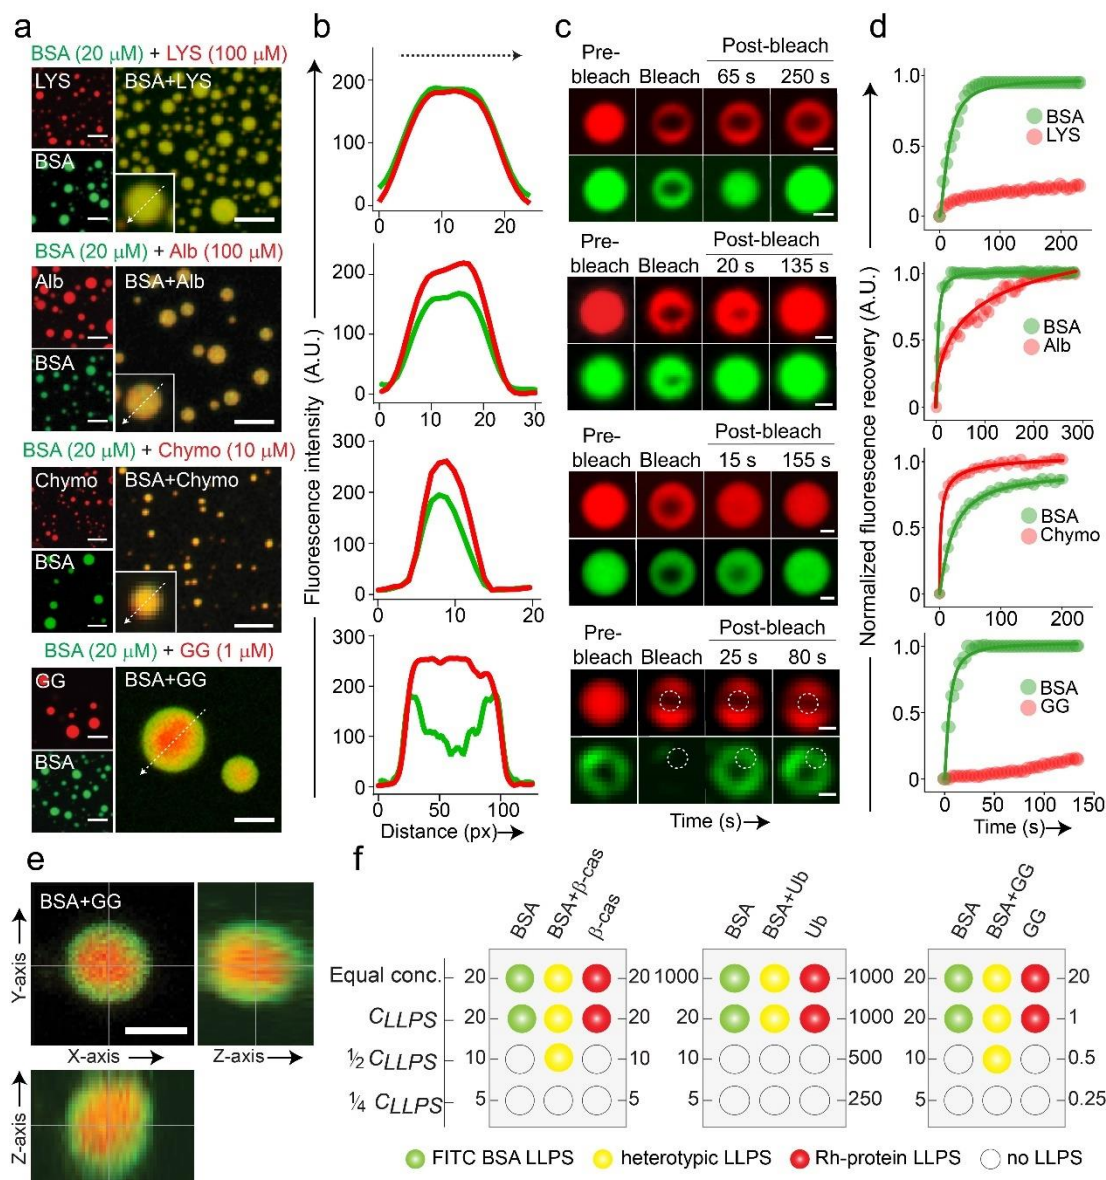 a
BSA (20 μM) + LYS (100 μM)
LYS
BSA+LYS
BSA
BSA (20 μM) + Alb (100 μM)
Alb
BSA+Alb
BSA
BSA (20 μM) + Chymo (10 μM)
Chymo
BSA+Chymo
BSA
BSA (20 μM) + GG (1 μM)
GG
BSA+GG
BSA
b
Fluorescence intensity (A.U.)
200
100
0
0 10 20
200
100
0
0 10 20 30
300
200
100
0
0 10 20
300
200
100
0
0 50 100
Distance (px)
c
Pre-bleach Bleach Post-bleach
65 s 250 s
Pre-bleach Bleach Post-bleach
20 s 135 s
Pre-bleach Bleach Post-bleach
15 s 155 s
Pre-bleach Bleach Post-bleach
25 s 80 s
Time (s)
d
Normalized fluorescence recovery (A.U.)
1.0
0.5
0
0 100 200
BSA
LYS
1.0
0.5
0
0 100 200 300
BSA
Alb
1.0
0.5
0
0 100 200
BSA
Chymo
1.0
0.5
0
0 50 100 150
BSA
GG
Time (s)
e
BSA+GG
Y-axis
X-axis
Z-axis
Z-axis
f
BSA BSA+β-cas β-cas BSA BSA+Ub Ub BSA BSA+GG GG
Equal conc. 20 20 1000 1000 20 20
CLLPS 20 20 20 1000 20 1
½ CLLPS 10 10 10 500 10 0.5
¼ CLLPS 5 5 5 250 5 0.25
FITC BSA LLPS heterotypic LLPS Rh-protein LLPS no LLPS